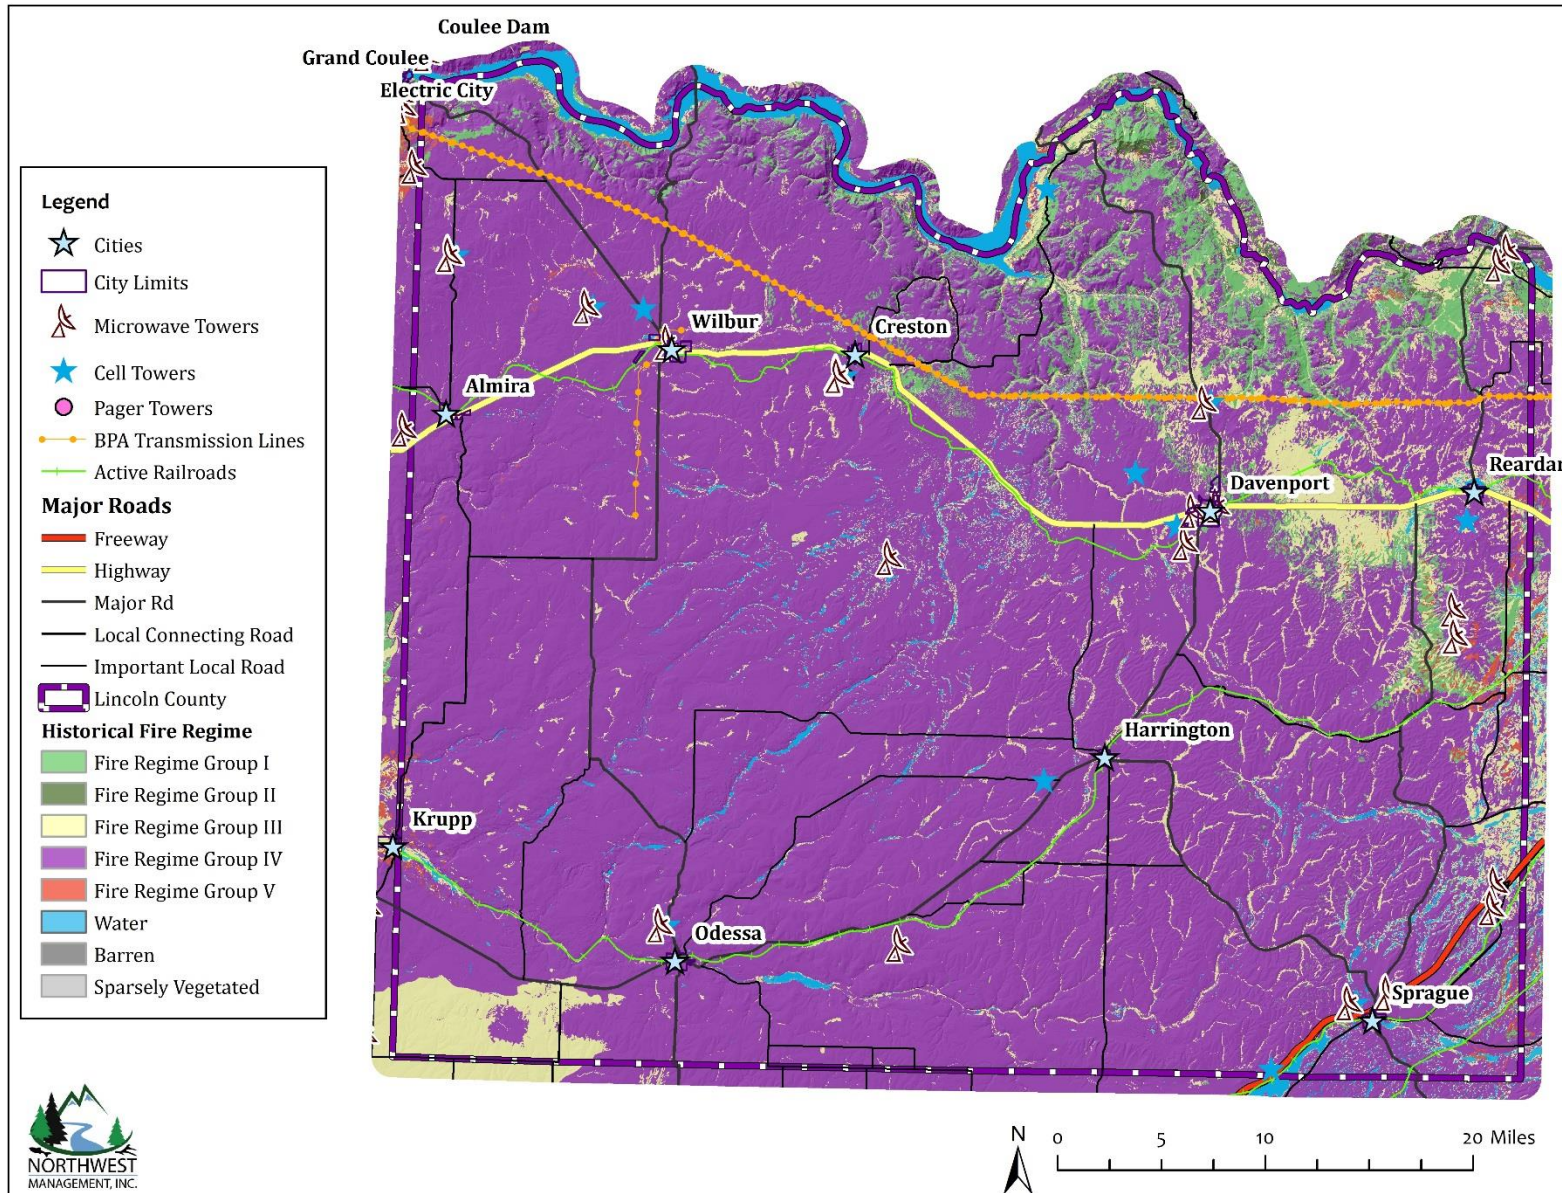 Coulee Dam
Grand Coulee
Electric City
Legend
Cities
City Limits
Microwave Towers
Cell Towers
Pager Towers
BPA Transmission Lines
Active Railroads
Major Roads
Freeway
Highway
Major Rd
Local Connecting Road
Important Local Road
Lincoln County
Historical Fire Regime
Fire Regime Group I
Fire Regime Group II
Fire Regime Group III
Fire Regime Group IV
Fire Regime Group V
Water
Barren
Sparsely Vegetated
Wilbur
Creston
Almira
Davenport
Reardan
Harrington
Krupp
Odessa
Sprague
NORTHWEST
MANAGEMENT, INC.
N
0 5 10 20 Miles